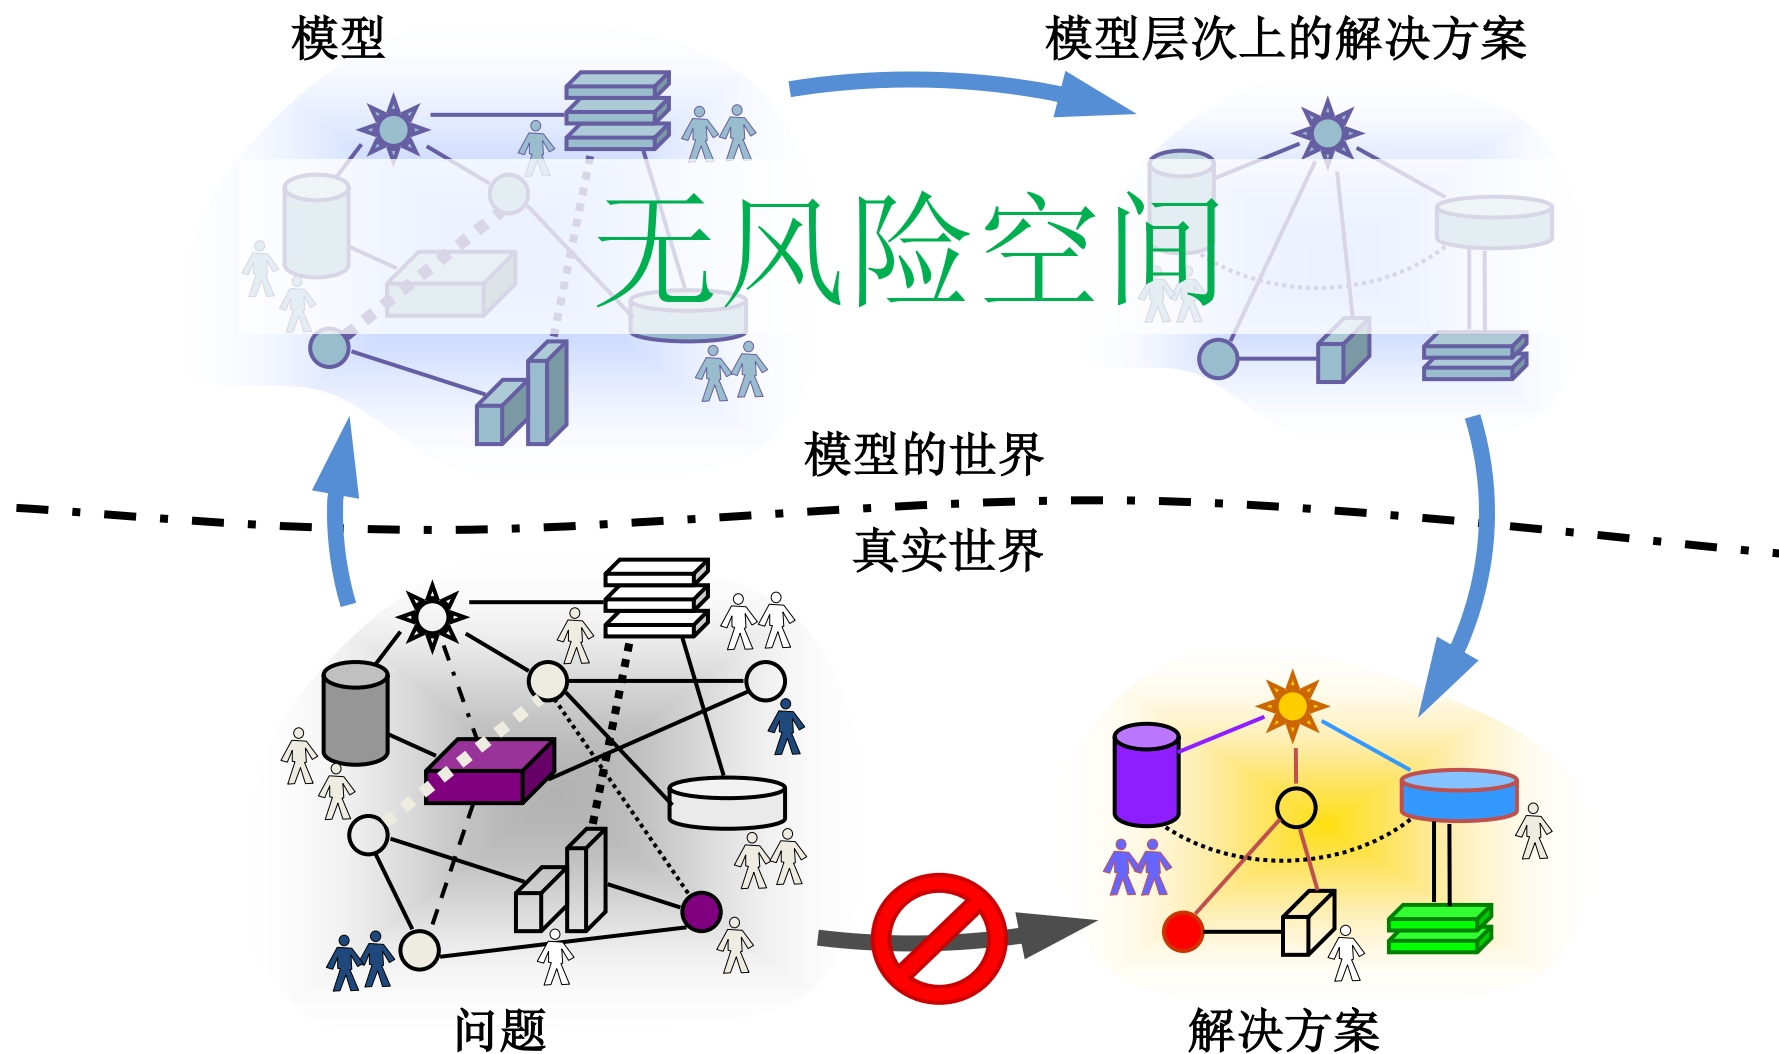 模型
模型层次上的解决方案
无风险空间
模型的世界
真实世界
问题
解决方案